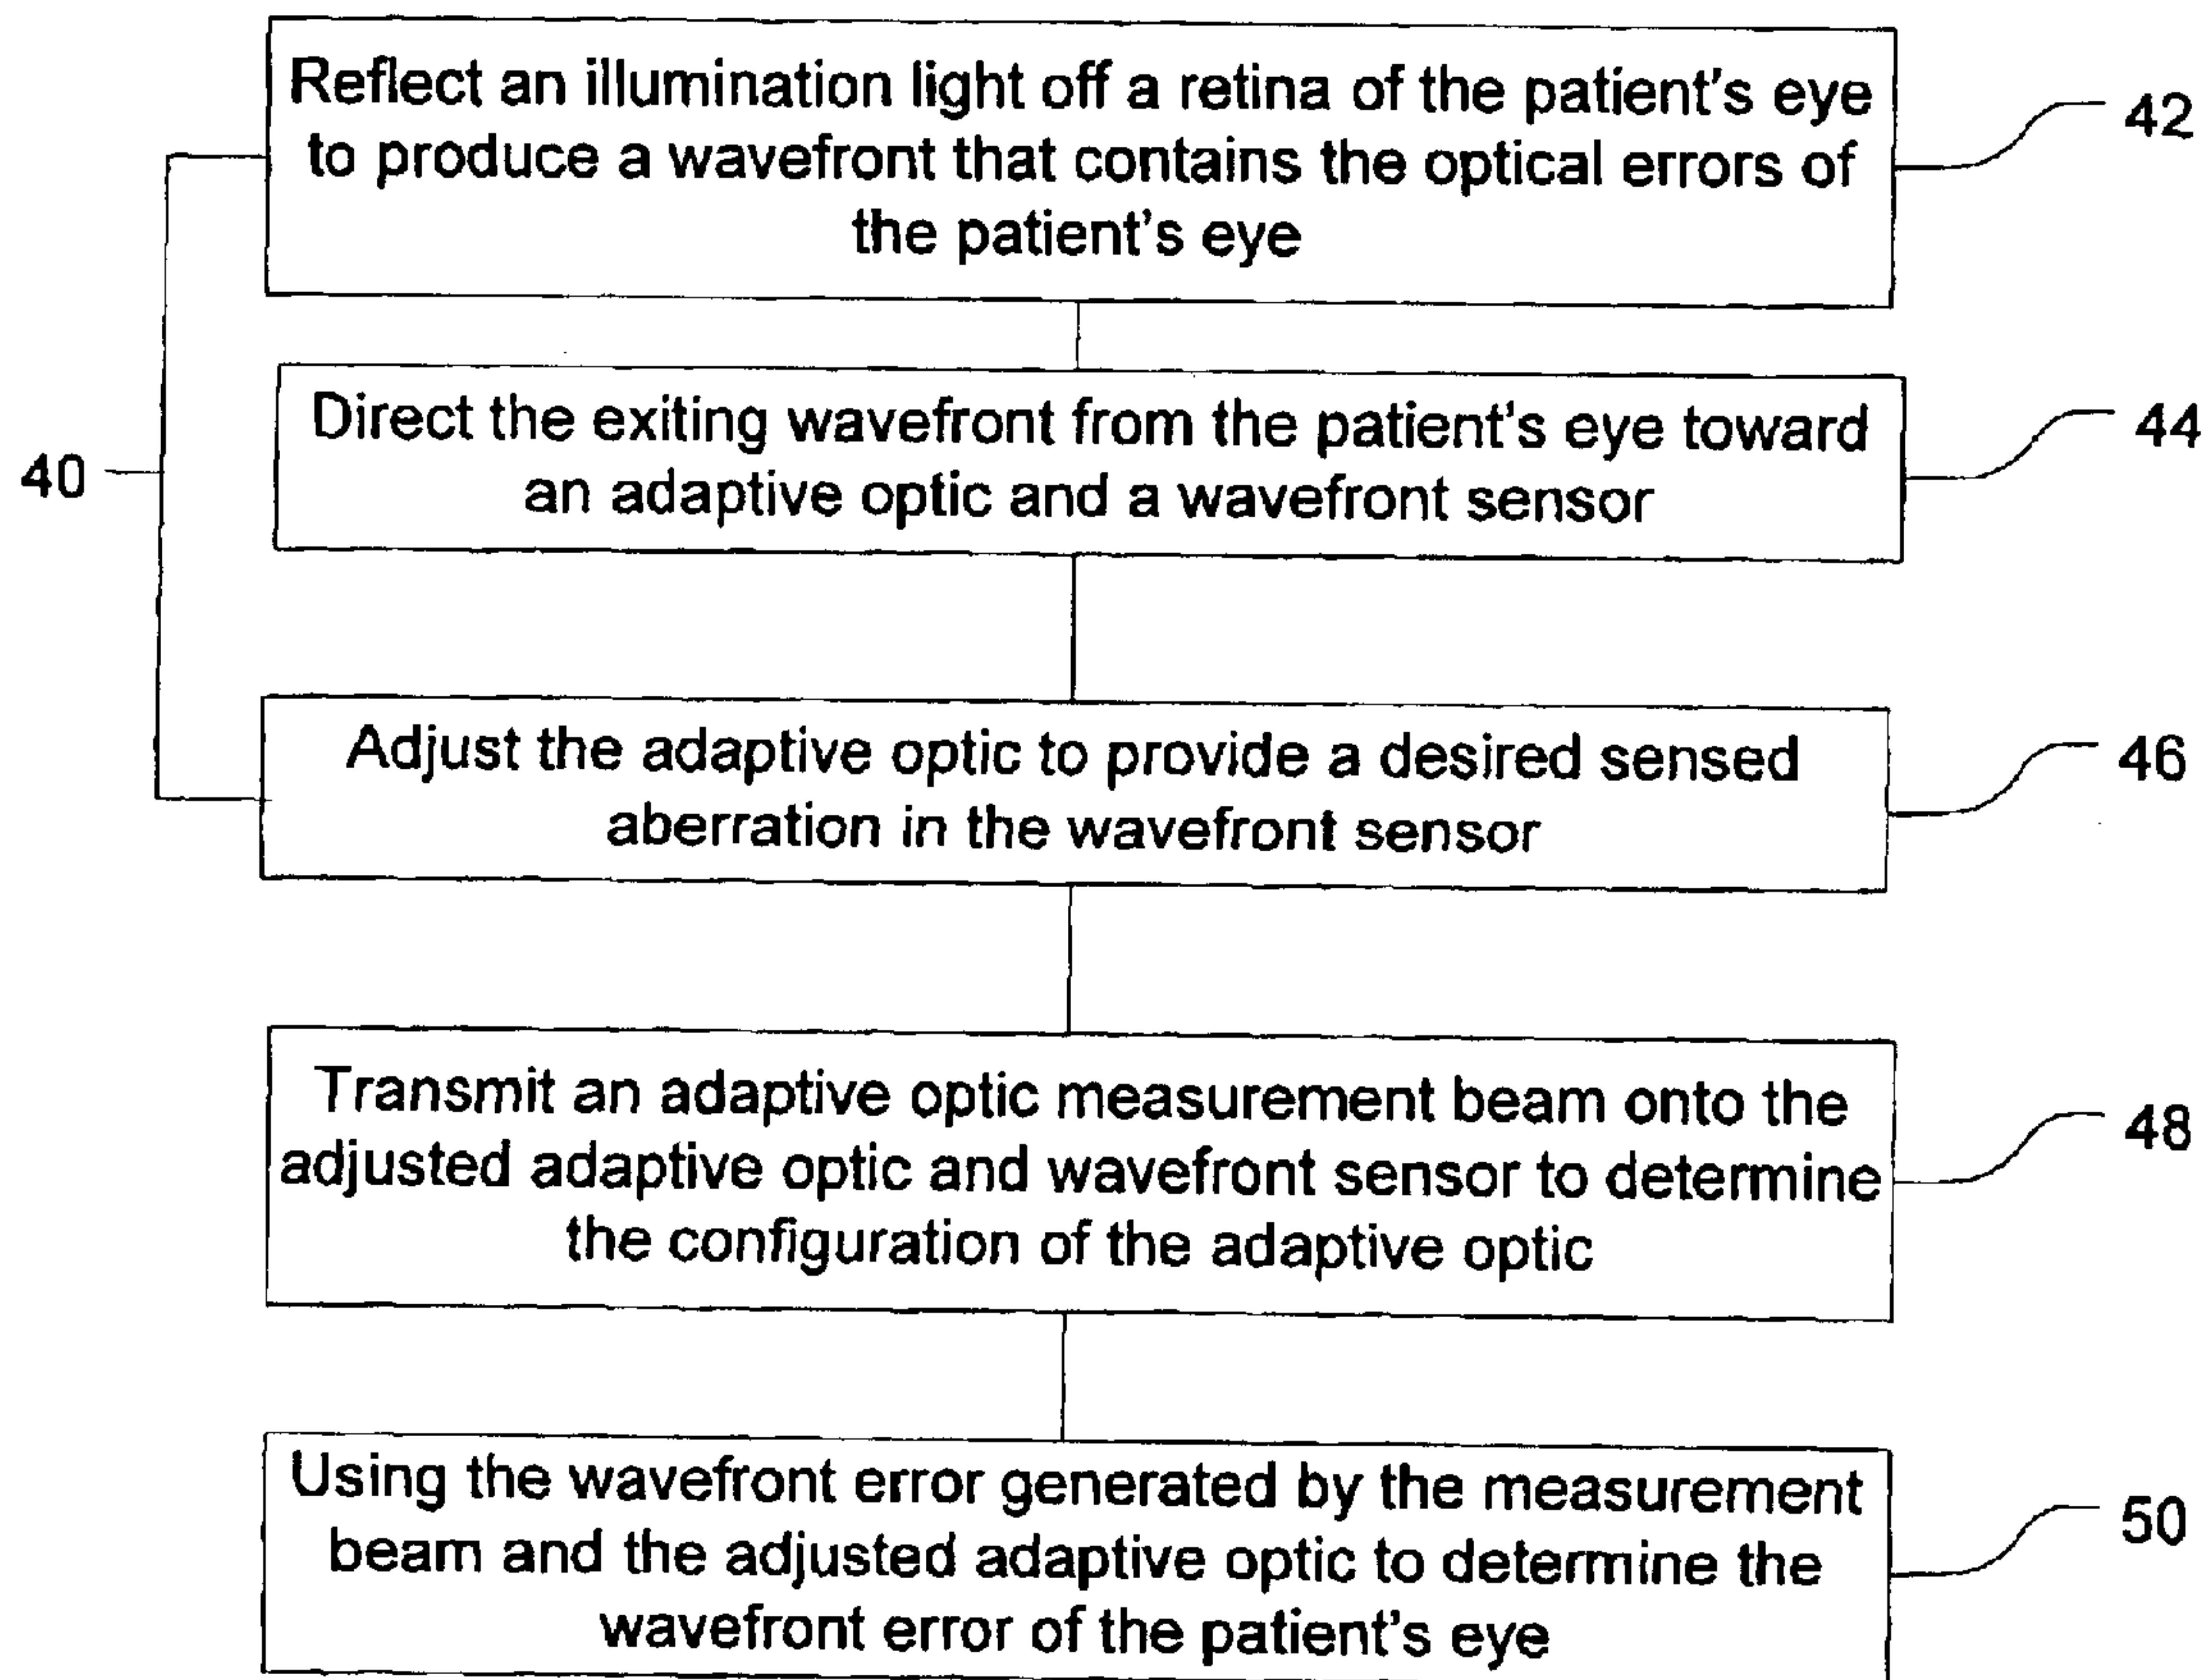 Reflect an illumination light off a retina of the patient's eye
to produce a wavefront that contains the optical errors of
the patient's eye
42
Direct the exiting wavefront from the patient's eye toward
an adaptive optic and a wavefront sensor
44
40
Adjust the adaptive optic to provide a desired sensed
aberration in the wavefront sensor
46
Transmit an adaptive optic measurement beam onto the
adjusted adaptive optic and wavefront sensor to determine
the configuration of the adaptive optic
48
Using the wavefront error generated by the measurement
beam and the adjusted adaptive optic to determine the
wavefront error of the patient's eye
50